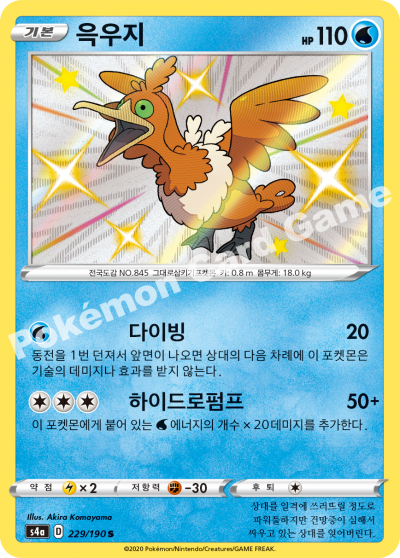 기본 윽우지 HP 110
전국도감 NO.845 그대로삼키기포켓몬 키: 0.8 m 몸무게: 18.0 kg
Pokémon Card Game
다이빙 20
동전을 1번 던져서 앞면이 나오면 상대의 다음 차례에 이 포켓몬은
기술의 데미지나 효과를 받지 않는다.
하이드로펌프 50+
이 포켓몬에게 붙어 있는 에너지의 개수 × 20데미지를 추가한다.
약점 ×2 저항력 -30 후퇴
Illus. Akira Komayama
s4a D 229/190 S
상대를 일격에 쓰러뜨릴 정도로
파워풀하지만 건망증이 심해서
싸우고 있는 상대를 잊어버린다.
©2020 Pokémon/Nintendo/Creatures/GAME FREAK.